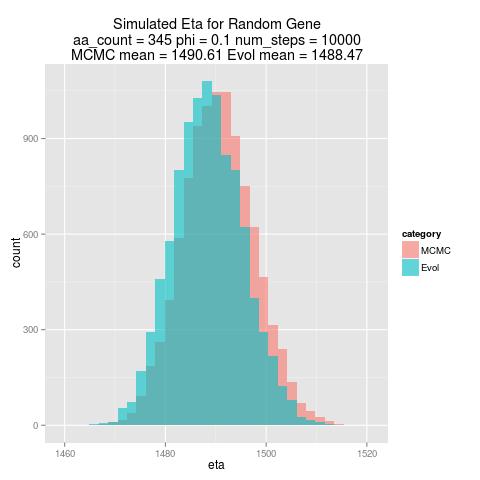 Simulated Eta for Random Gene
aa_count = 345 phi = 0.1 num_steps = 10000
MCMC mean = 1490.61 Evol mean = 1488.47
900
600
300
0
count
1460 1480 1500 1520
eta
category
MCMC
Evol